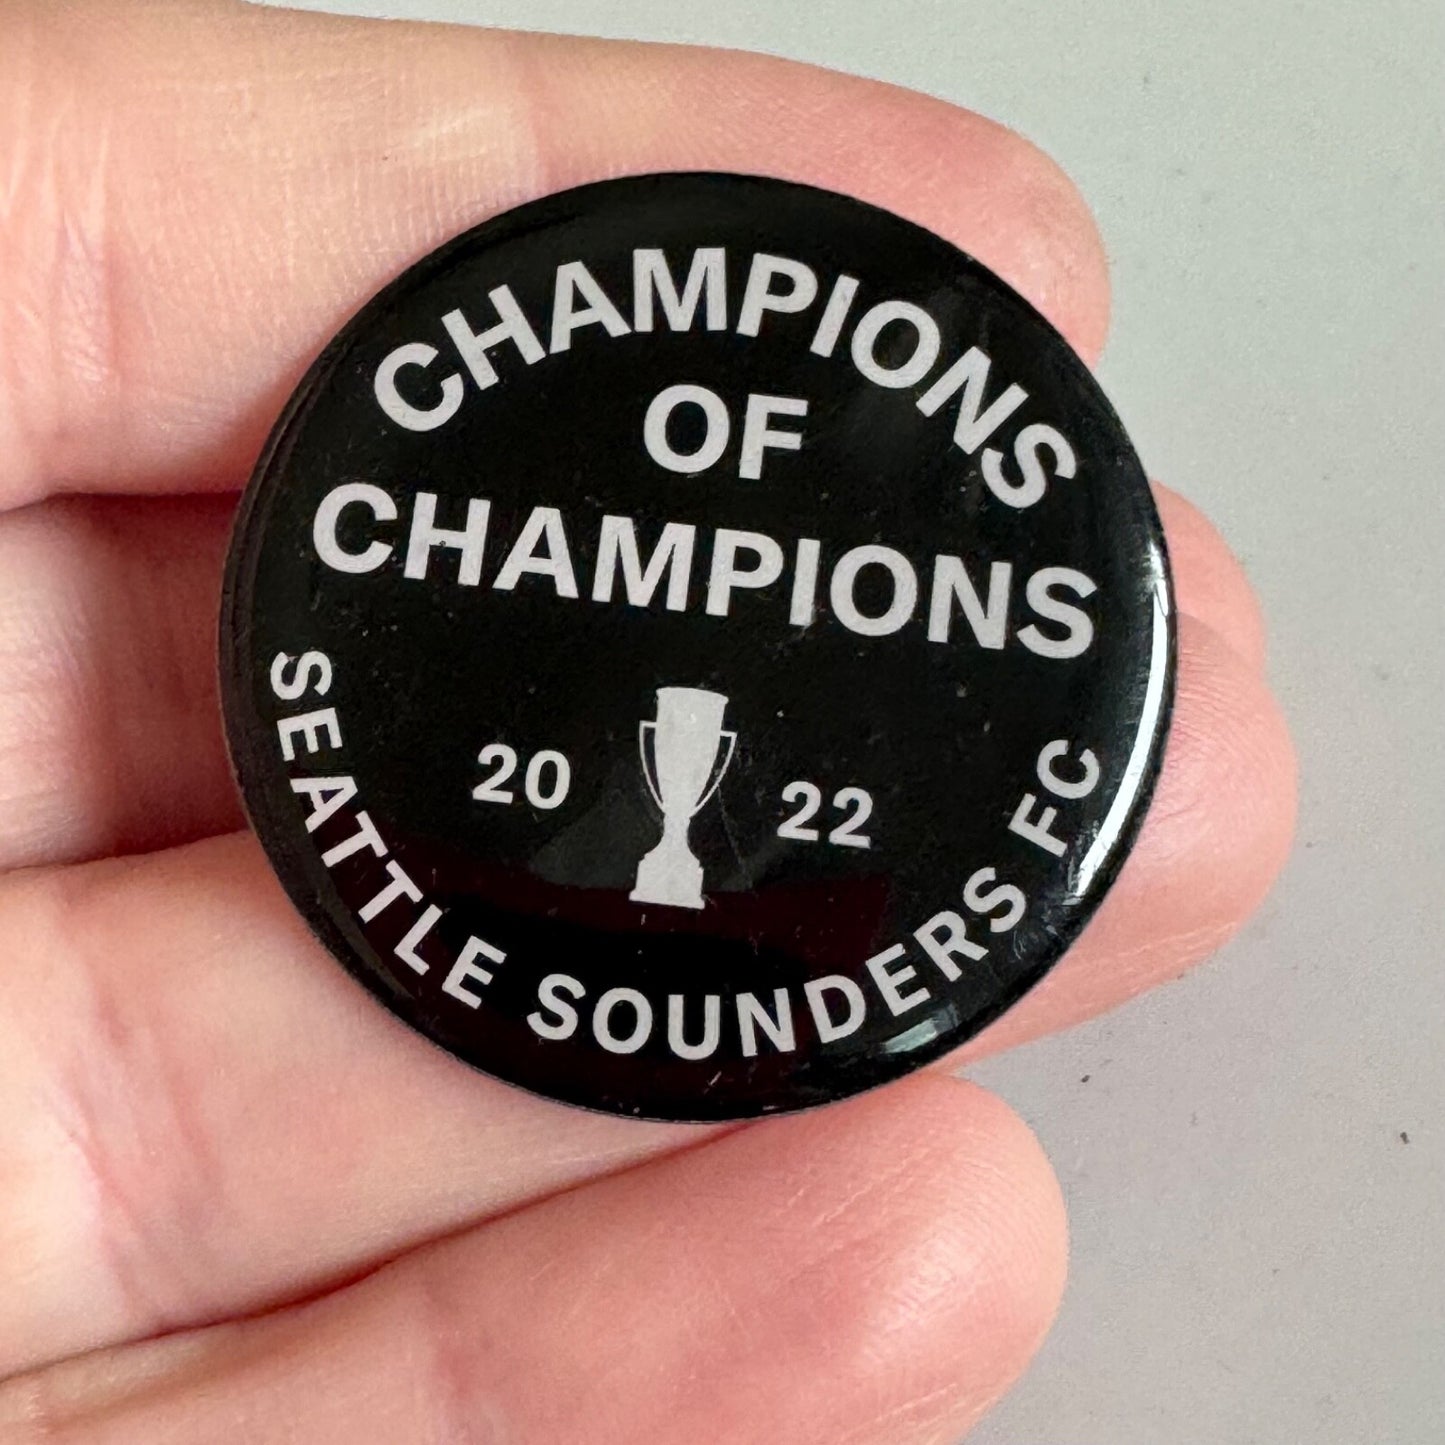 CHAMPIONS
OF
CHAMPIONS
20 22
SEATTLE SOUNDERS FC